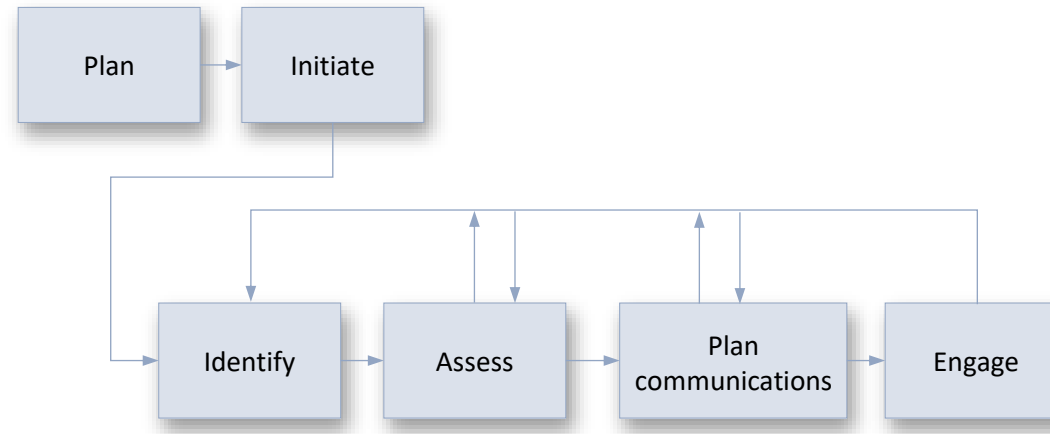 Plan
Initiate
Identify
Assess
Plan
communications
Engage